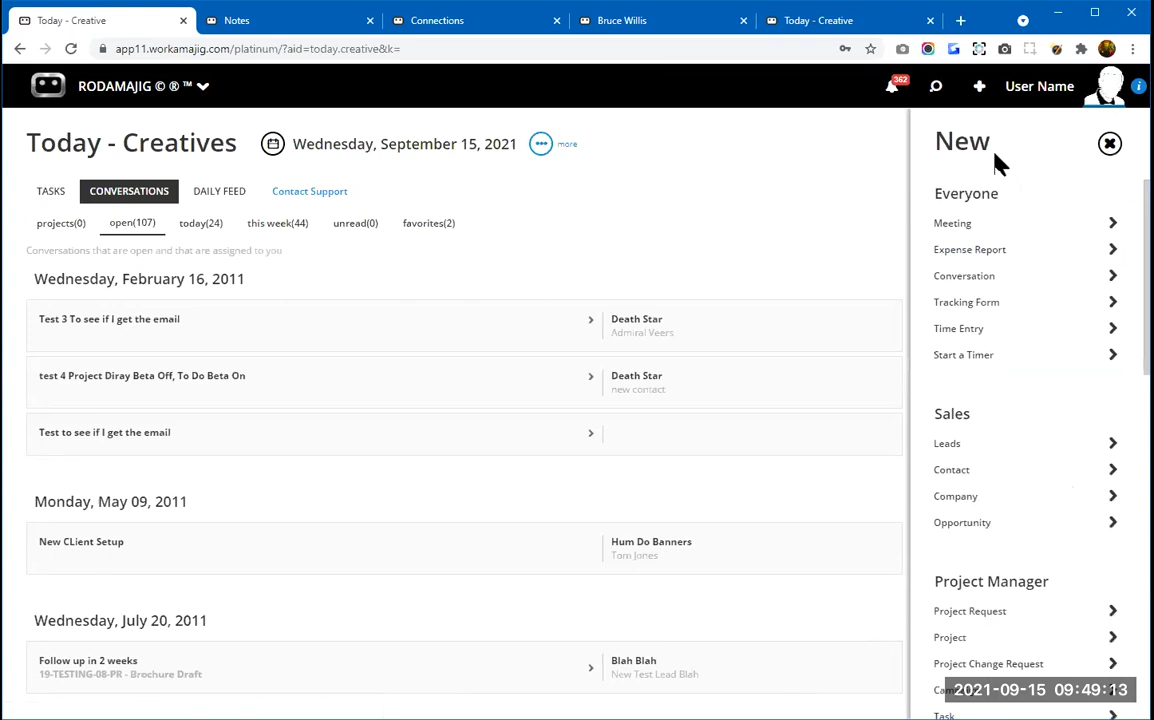 Today - Creative
Notes
Connections
Bruce Willis
Today - Creative
app11.workamajig.com/platinum/?aid=today.creative&k=
RODAMAJIG © ® ™
362
User Name
Today - Creatives
Wednesday, September 15, 2021
more
TASKS
CONVERSATIONS
DAILY FEED
Contact Support
projects(0)
open(107)
today(24)
this week(44)
unread(0)
favorites(2)
Conversations that are open and that are assigned to you
Wednesday, February 16, 2011
Test 3 To see if I get the email
Death Star
Admiral Veers
test 4 Project Diray Beta Off, To Do Beta On
Death Star
new contact
Test to see if I get the email
Monday, May 09, 2011
New CLient Setup
Hum Do Banners
Tom Jones
Wednesday, July 20, 2011
Follow up in 2 weeks
19-TESTING-08-PR - Brochure Draft
Blah Blah
New Test Lead Blah
New
Everyone
Meeting
Expense Report
Conversation
Tracking Form
Time Entry
Start a Timer
Sales
Leads
Contact
Company
Opportunity
Project Manager
Project Request
Project
Project Change Request
2021-09-15 09:49:13
Task